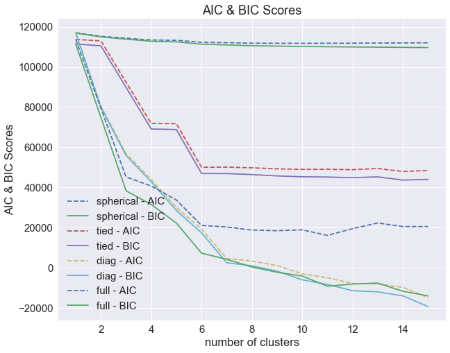 AIC & BIC Scores
AIC & BIC Scores
120000
100000
80000
60000
40000
20000
0
−20000
spherical - AIC
spherical - BIC
tied - AIC
tied - BIC
diag - AIC
diag - BIC
full - AIC
full - BIC
2 4 6 8 10 12 14
number of clusters